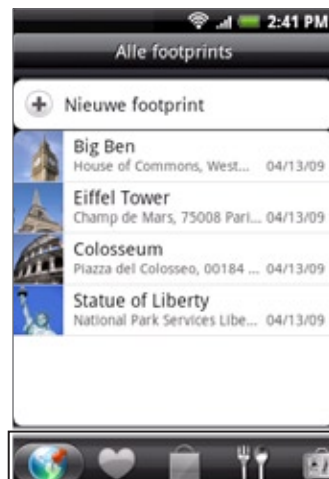 2:41 PM
Alle footprints
Nieuwe footprint
Big Ben
House of Commons, West... 04/13/09
Eiffel Tower
Champ de Mars, 75008 Pari... 04/13/09
Colosseum
Piazza del Colosseo, 00184 ... 04/13/09
Statue of Liberty
National Park Services Libe... 04/13/09